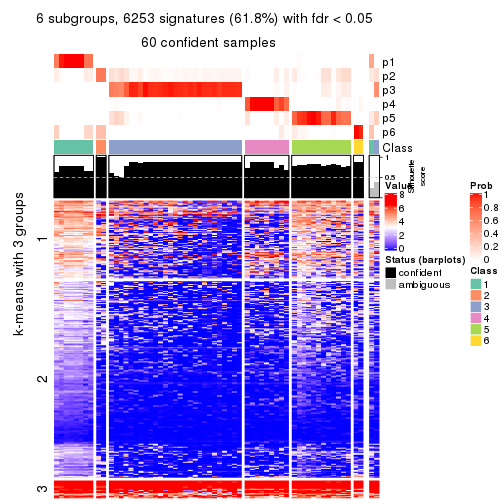 6 subgroups, 6253 signatures (61.8%) with fdr < 0.05
60 confident samples
p1
p2
p3
p4
p5
p6
Class
1
0.5
0
Silhouette
score
k-means with 3 groups
1
2
3
Value
8
6
4
2
0
Status (barplots)
confident
ambiguous
Prob
1
0.8
0.6
0.4
0.2
0
Class
1
2
3
4
5
6